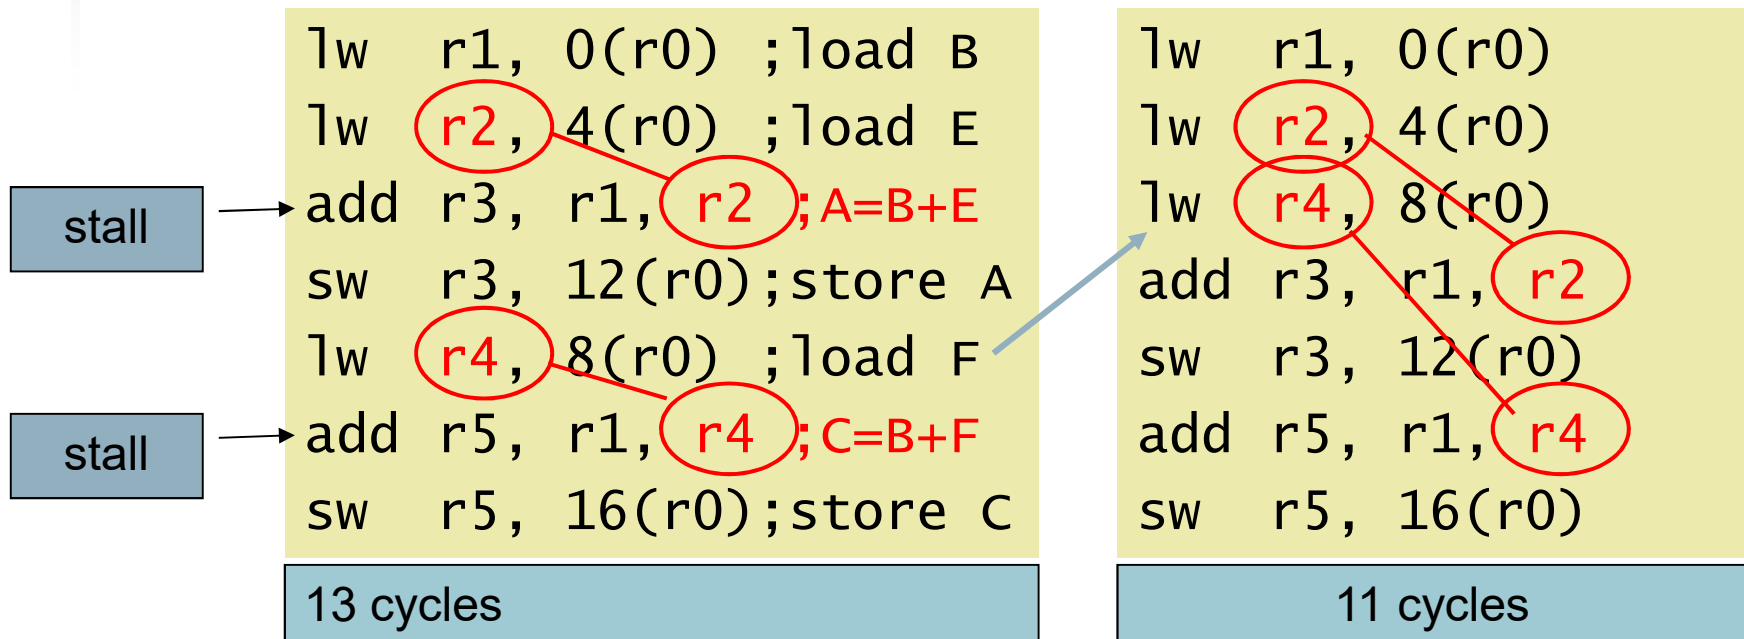 lw r1, 0(r0) ;load B
lw r2, 4(r0) ;load E
stall
add r3, r1, r2 ;A=B+E
sw r3, 12(r0);store A
lw r4, 8(r0) ;load F
stall
add r5, r1, r4 ;C=B+F
sw r5, 16(r0);store C
13 cycles
lw r1, 0(r0)
lw r2, 4(r0)
lw r4, 8(r0)
add r3, r1, r2
sw r3, 12(r0)
add r5, r1, r4
sw r5, 16(r0)
11 cycles